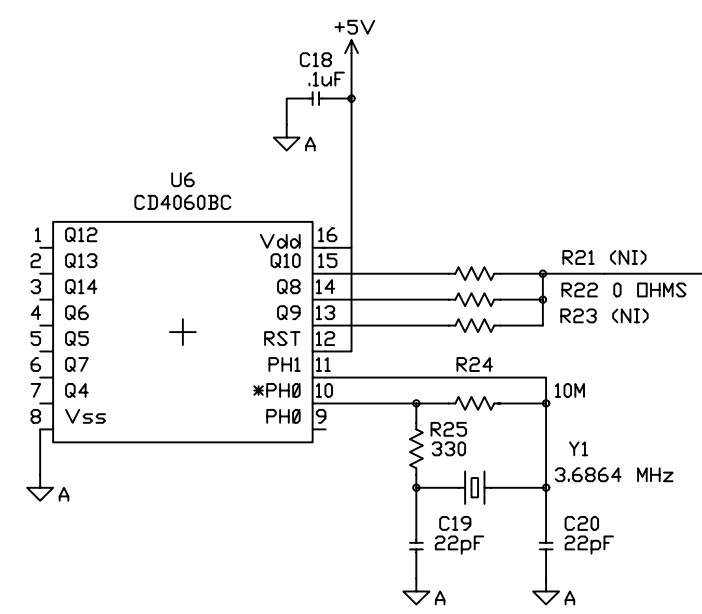 +5V
C18
.1uF
A
U6
CD4060BC
1 Q12 Vdd 16
2 Q13 Q10 15
3 Q14 Q8 14
4 Q6 Q9 13
5 Q5 RST 12
6 Q7 PH1 11
7 Q4 *PHØ 10
8 Vss PHØ 9
R21 (NI)
R22 0 OHMS
R23 (NI)
R24
10M
R25
330
Y1
3.6864 MHz
A
C19
22pF
C20
22pF
A
A